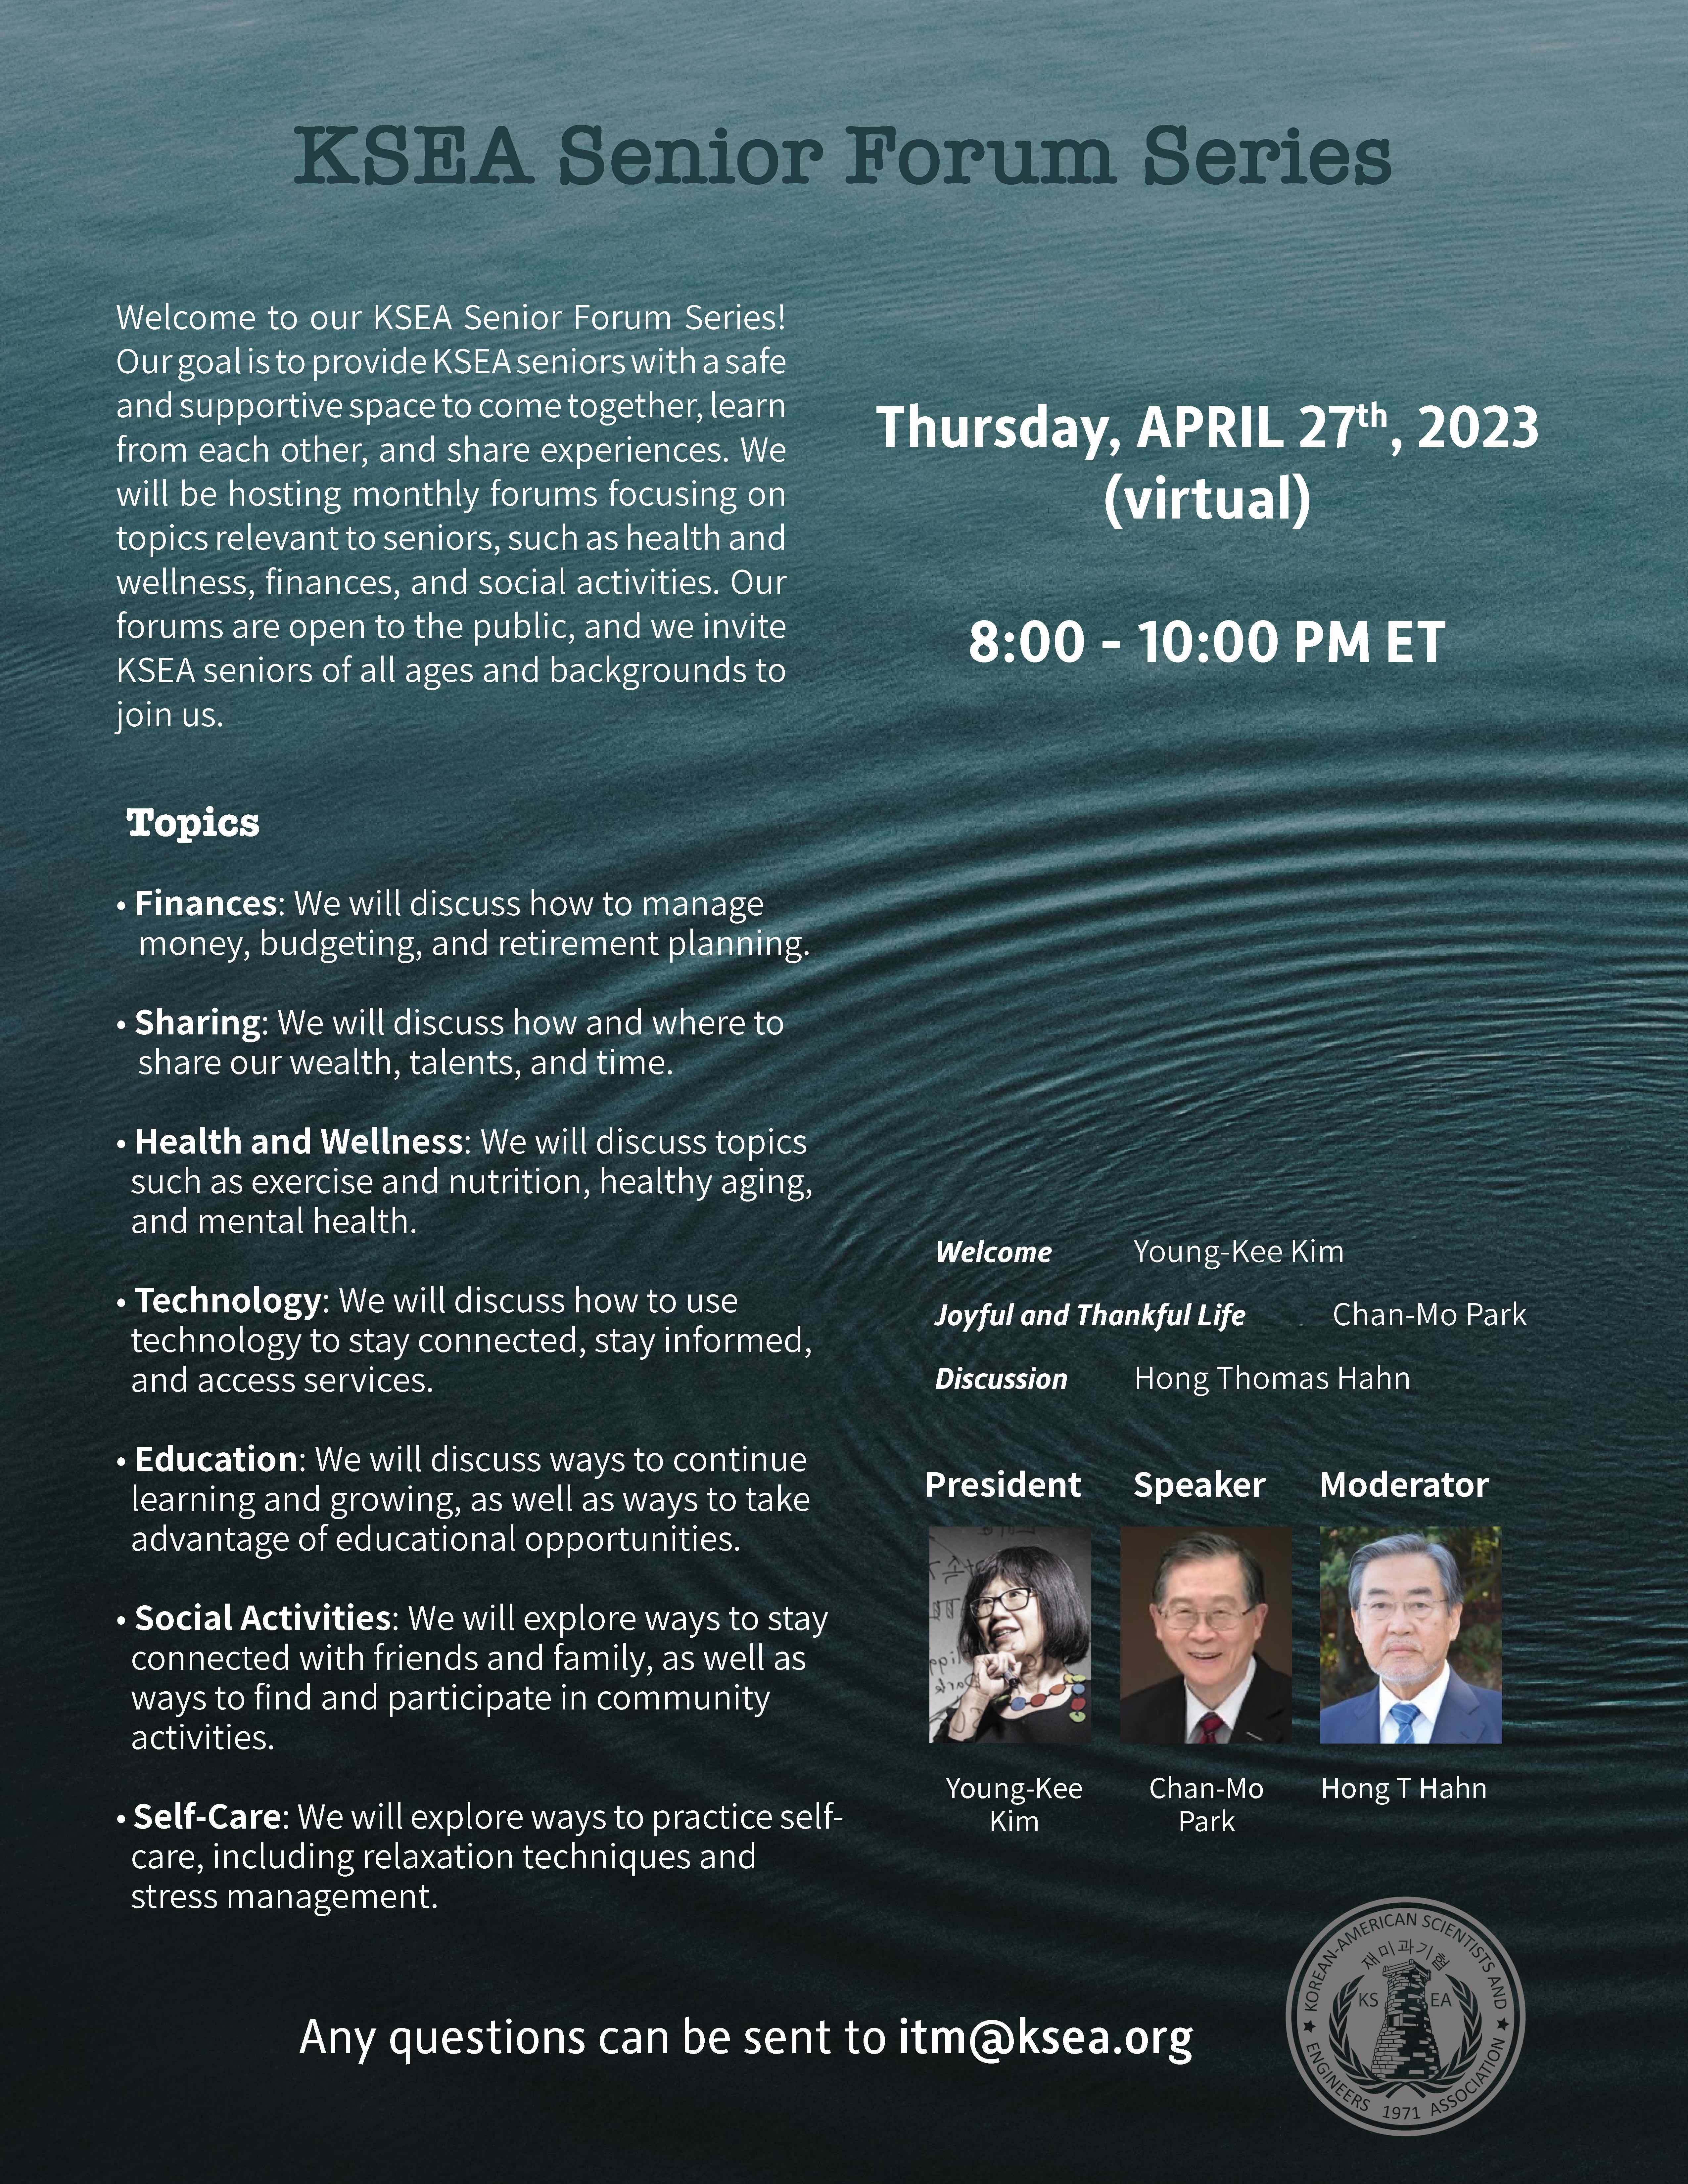 KSEA Senior Forum Series
Welcome to our KSEA Senior Forum Series!
Our goal is to provide KSEA seniors with a safe
and supportive space to come together, learn
from each other, and share experiences. We
will be hosting monthly forums focusing on
topics relevant to seniors, such as health and
wellness, finances, and social activities. Our
forums are open to the public, and we invite
KSEA seniors of all ages and backgrounds to
join us.
Thursday, APRIL 27th, 2023
(virtual)
8:00 - 10:00 PM ET
Topics
• Finances: We will discuss how to manage
money, budgeting, and retirement planning.
• Sharing: We will discuss how and where to
share our wealth, talents, and time.
• Health and Wellness: We will discuss topics
such as exercise and nutrition, healthy aging,
and mental health.
• Technology: We will discuss how to use
technology to stay connected, stay informed,
and access services.
• Education: We will discuss ways to continue
learning and growing, as well as ways to take
advantage of educational opportunities.
• Social Activities: We will explore ways to stay
connected with friends and family, as well as
ways to find and participate in community
activities.
• Self-Care: We will explore ways to practice self-
care, including relaxation techniques and
stress management.
Welcome Young-Kee Kim
Joyful and Thankful Life Chan-Mo Park
Discussion Hong Thomas Hahn
President Speaker Moderator
Young-Kee Chan-Mo Hong T Hahn
Kim Park
Any questions can be sent to itm@ksea.org
KOREAN-AMERICAN SCIENTISTS AND
재미과기협
KS EA
ENGINEERS 1971 ASSOCIATION